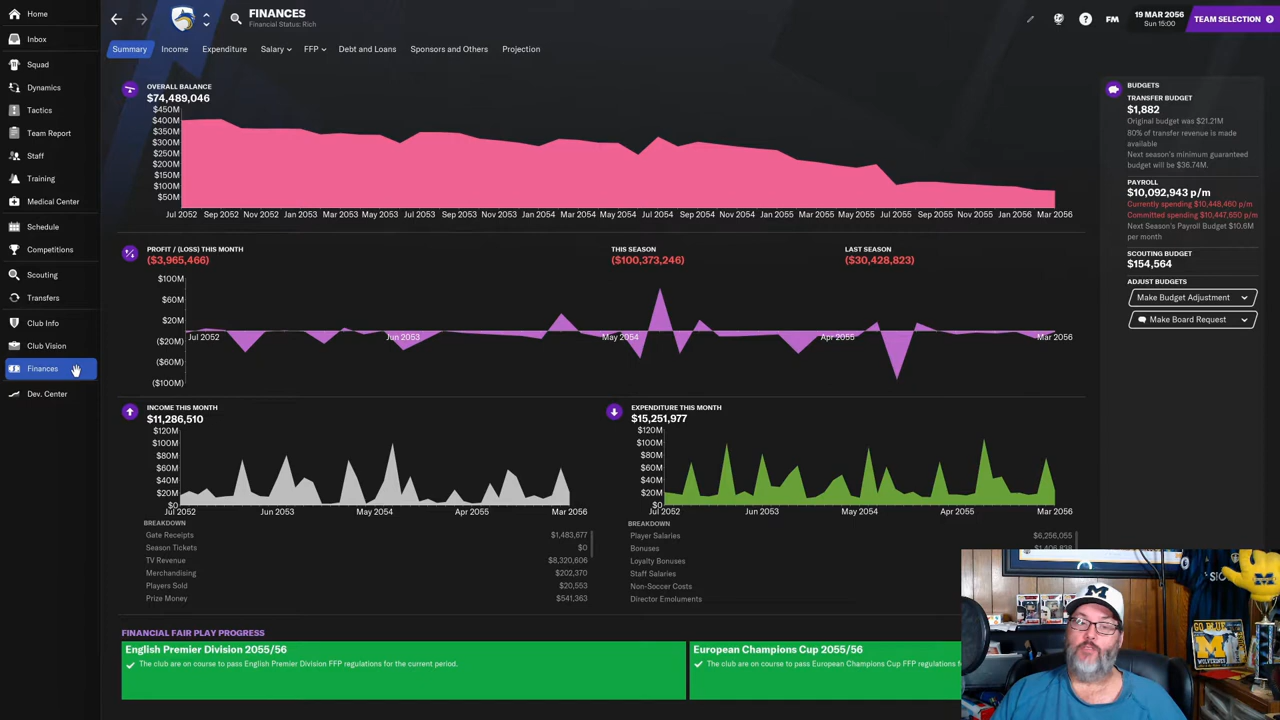 Home
Inbox
Squad
Dynamics
Tactics
Team Report
Staff
Training
Medical Center
Schedule
Competitions
Scouting
Transfers
Club Info
Club Vision
Finances
Dev. Center
FINANCES
Financial Status: Rich
FM
19 MAR 2056
Sun 15:00
TEAM SELECTION
Summary Income Expenditure Salary FFP Debt and Loans Sponsors and Others Projection
OVERALL BALANCE
$74,489,046
$450M
$400M
$350M
$300M
$250M
$200M
$150M
$100M
$50M
Jul 2052 Sep 2052 Nov 2052 Jan 2053 Mar 2053 May 2053 Jul 2053 Sep 2053 Nov 2053 Jan 2054 Mar 2054 May 2054 Jul 2054 Sep 2054 Nov 2054 Jan 2055 Mar 2055 May 2055 Jul 2055 Sep 2055 Nov 2055 Jan 2056 Mar 2056
PROFIT / (LOSS) THIS MONTH
($3,965,466)
THIS SEASON
($100,373,246)
LAST SEASON
($30,428,823)
$100M
$60M
$20M
($20M)
($60M)
($100M)
Jul 2052 Jun 2053 May 2054 Apr 2055 Mar 2056
INCOME THIS MONTH
$11,286,510
$120M
$100M
$80M
$60M
$40M
$20M
$0
Jul 2052 Jun 2053 May 2054 Apr 2055 Mar 2056
BREAKDOWN
Gate Receipts $1,483,677
Season Tickets $0
TV Revenue $8,320,606
Merchandising $202,370
Players Sold $20,553
Prize Money $541,363
EXPENDITURE THIS MONTH
$15,251,977
$120M
$100M
$80M
$60M
$40M
$20M
$0
Jul 2052 Jun 2053 May 2054 Apr 2055 Mar 2056
BREAKDOWN
Player Salaries $6,256,055
Bonuses
Loyalty Bonuses
Staff Salaries
Non-Soccer Costs
Director Emoluments
FINANCIAL FAIR PLAY PROGRESS
English Premier Division 2055/56
The club are on course to pass English Premier Division FFP regulations for the current period.
European Champions Cup 2055/56
The club are on course to pass European Champions Cup FFP regulations
BUDGETS
TRANSFER BUDGET
$1,882
Original budget was $21.21M
80% of transfer revenue is made
available
Next season's minimum guaranteed
budget will be $36.74M.
PAYROLL
$10,092,943 p/m
Currently spending $10,448,460 p/m
Committed spending $10,447,650 p/m
Next Season's Payroll Budget $10.6M
per month
SCOUTING BUDGET
$154,564
ADJUST BUDGETS
Make Budget Adjustment
Make Board Request
M
GO BLUE
M
WOLVERINES